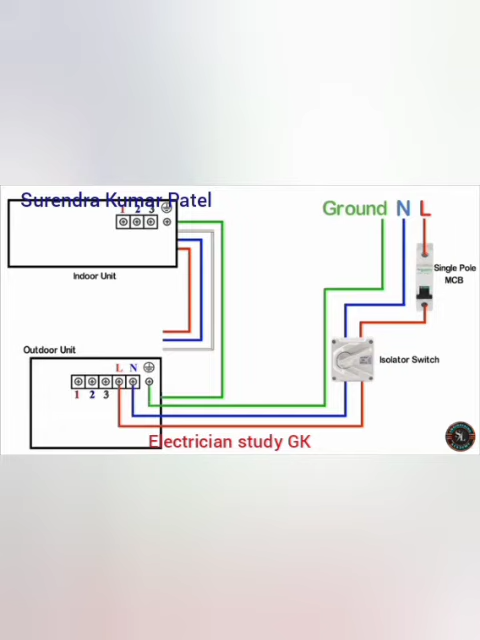 Surendra Kumar Patel
1 2 3
Indoor Unit
Ground N L
Single Pole
MCB
Isolator Switch
Outdoor Unit
L N
1 2 3
Electrician study GK